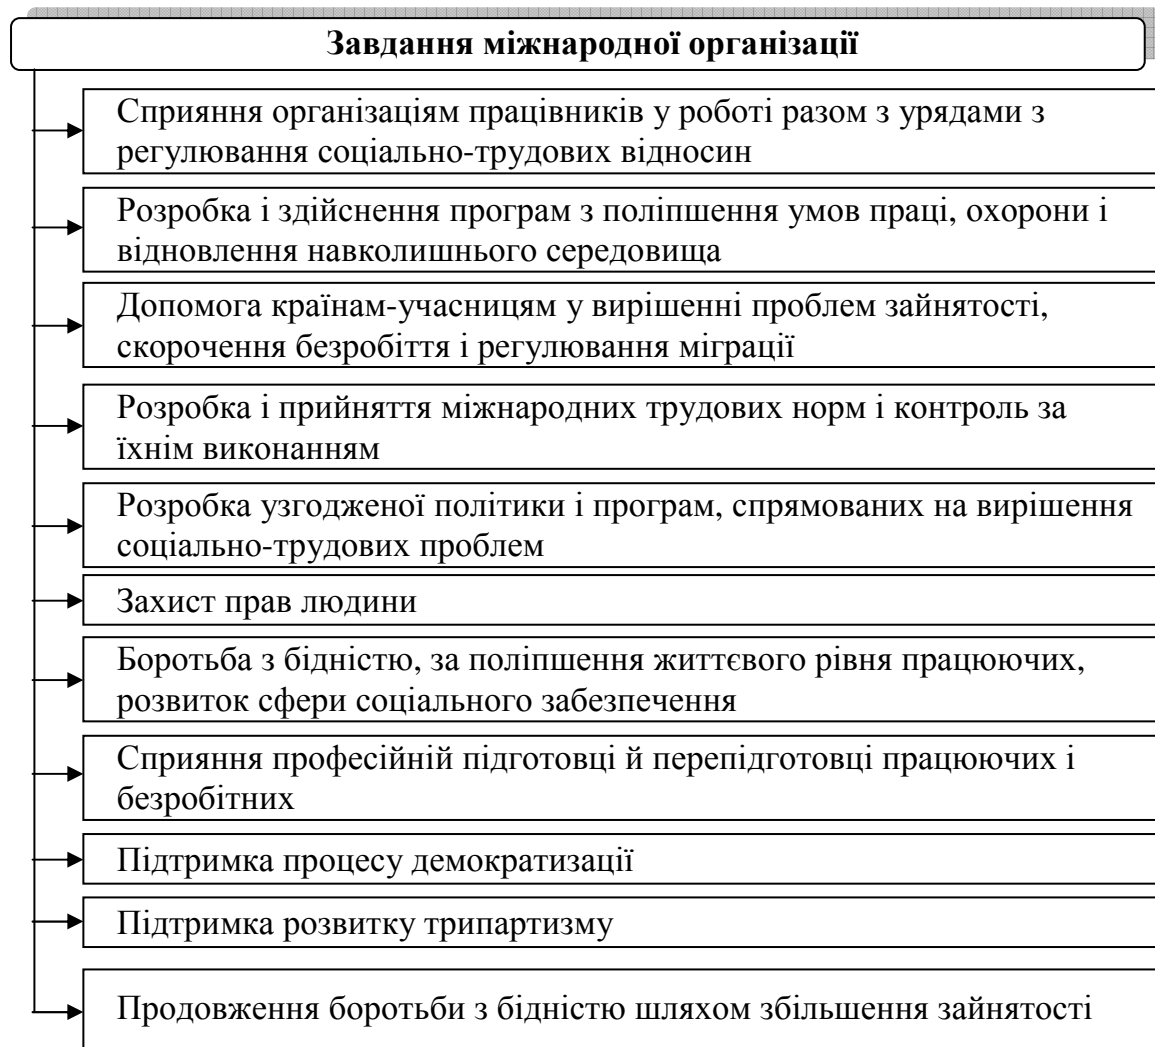 Завдання міжнародної організації
Сприяння організаціям працівників у роботі разом з урядами з
регулювання соціально-трудових відносин
Розробка і здійснення програм з поліпшення умов праці, охорони і
відновлення навколишнього середовища
Допомога країнам-учасницям у вирішенні проблем зайнятості,
скорочення безробіття і регулювання міграції
Розробка і прийняття міжнародних трудових норм і контроль за
їхнім виконанням
Розробка узгодженої політики і програм, спрямованих на вирішення
соціально-трудових проблем
Захист прав людини
Боротьба з бідністю, за поліпшення життєвого рівня працюючих,
розвиток сфери соціального забезпечення
Сприяння професійній підготовці й перепідготовці працюючих і
безробітних
Підтримка процесу демократизації
Підтримка розвитку трипартизму
Продовження боротьби з бідністю шляхом збільшення зайнятості